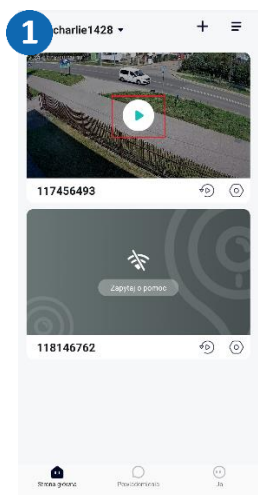 1
charlie1428
117456493
Zapytaj o pomoc
118146762
Strona główna Powiadomienia Ja